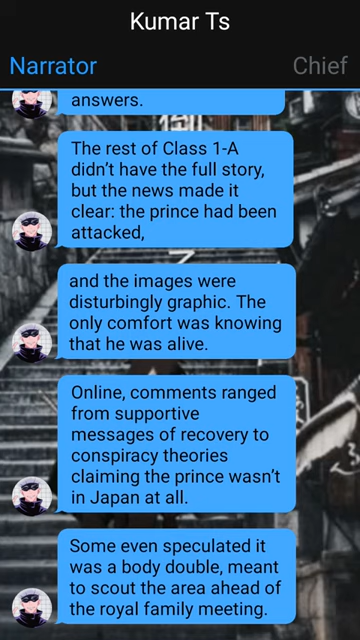 Kumar Ts
Narrator
Chief
answers.
The rest of Class 1-A
didn't have the full story,
but the news made it
clear: the prince had been
attacked,
and the images were
disturbingly graphic. The
only comfort was knowing
that he was alive.
Online, comments ranged
from supportive
messages of recovery to
conspiracy theories
claiming the prince wasn't
in Japan at all.
Some even speculated it
was a body double, meant
to scout the area ahead of
the royal family meeting.